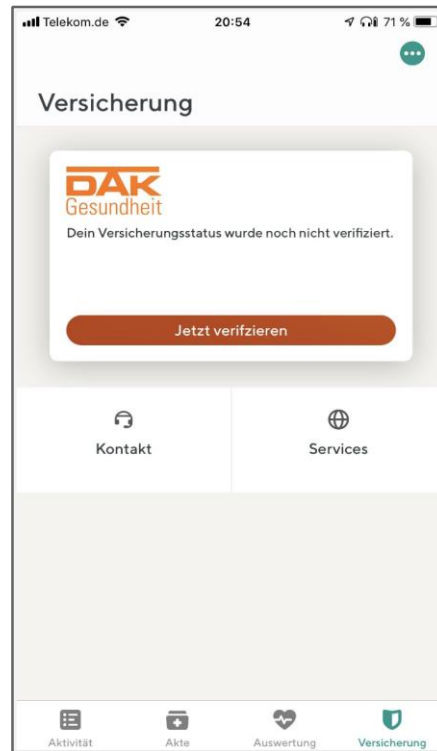 Telekom.de 20:54 71 %
Versicherung
DAK
Gesundheit
Dein Versicherungsstatus wurde noch nicht verifiziert.
Jetzt verifzieren
Kontakt Services
Aktivität Akte Auswertung Versicherung